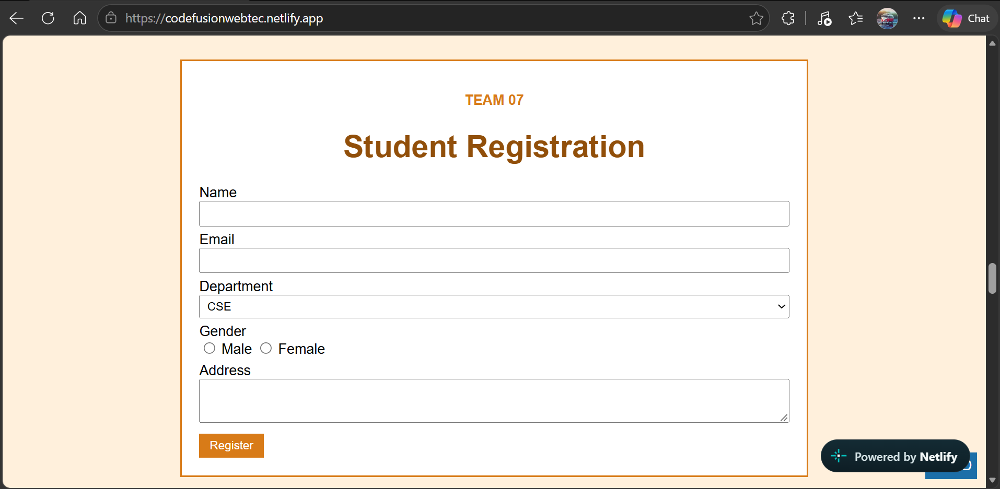 https://codefusionwebtec.netlify.app
Chat
TEAM 07
Student Registration
Name
Email
Department
CSE
Gender
Male Female
Address
Register
Powered by Netlify